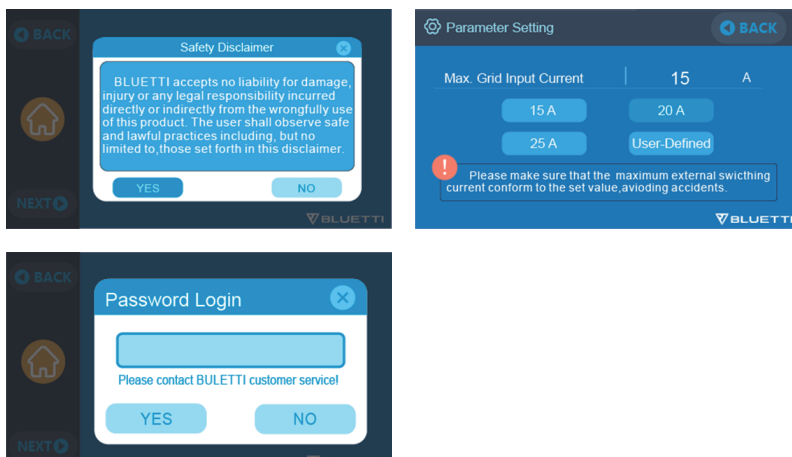 BACK
Safety Disclaimer
BLUETTI accepts no liability for damage,
injury or any legal responsibility incurred
directly or indirectly from the wrongfully use
of this product. The user shall observe safe
and lawful practices including, but no
limited to,those set forth in this disclaimer.
YES
NO
NEXT
BLUETTI
Parameter Setting
BACK
Max. Grid Input Current
15
A
15 A
20 A
25 A
User-Defined
!
Please make sure that the maximum external swicthing
current conform to the set value,avioding accidents.
BLUETTI
BACK
Password Login
Please contact BULETTI customer service!
YES
NO
NEXT